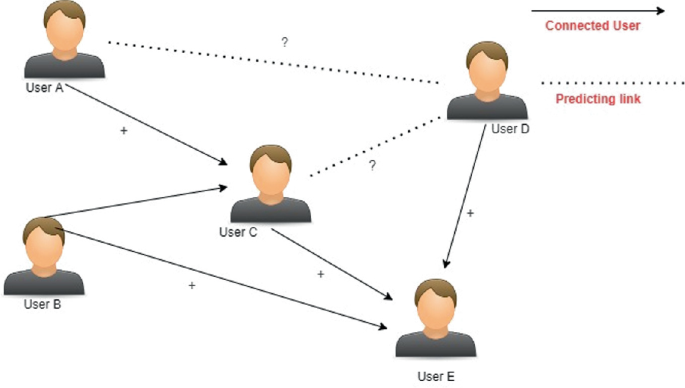 Connected User
?
User A
Predicting link
User D
+
?
User C
+
+
+
User B
User E